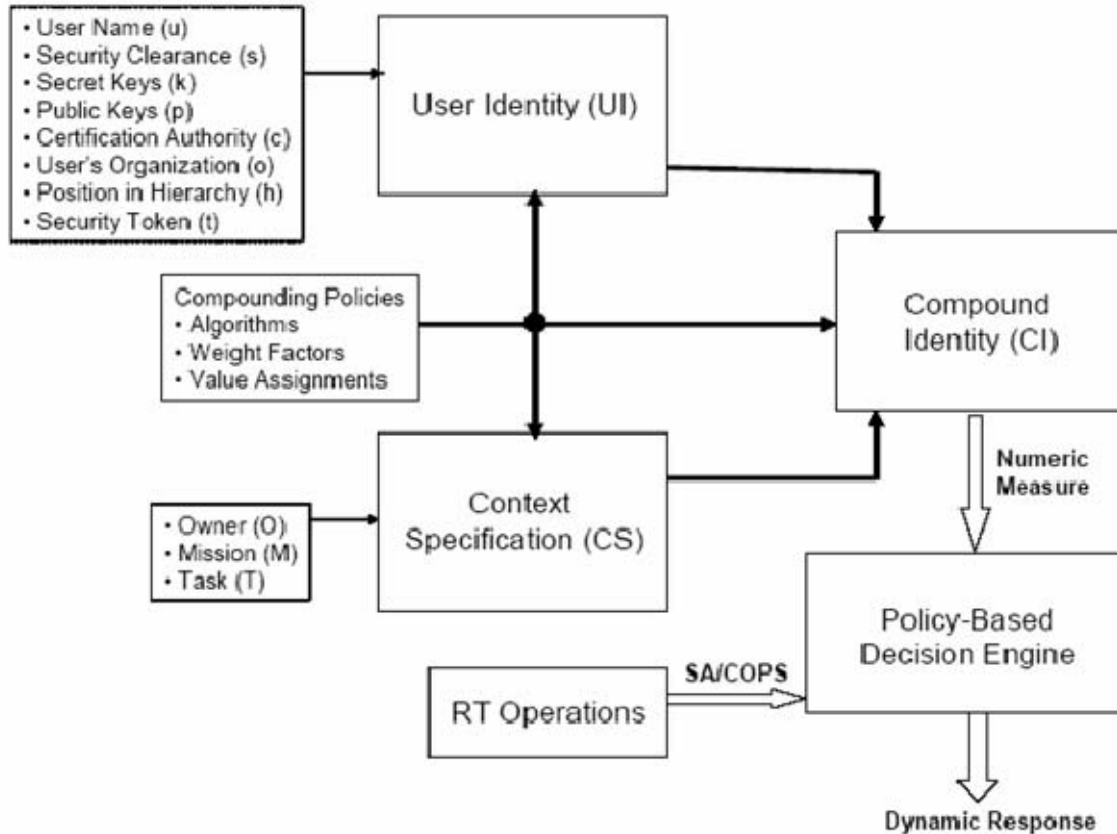 • User Name (u)
• Security Clearance (s)
• Secret Keys (k)
• Public Keys (p)
• Certification Authority (c)
• User's Organization (o)
• Position in Hierarchy (h)
• Security Token (t)
User Identity (UI)
Compounding Policies
• Algorithms
• Weight Factors
• Value Assignments
Compound
Identity (CI)
Numeric
Measure
Context
Specification (CS)
• Owner (O)
• Mission (M)
• Task (T)
Policy-Based
Decision Engine
SA/COPS
RT Operations
Dynamic Response